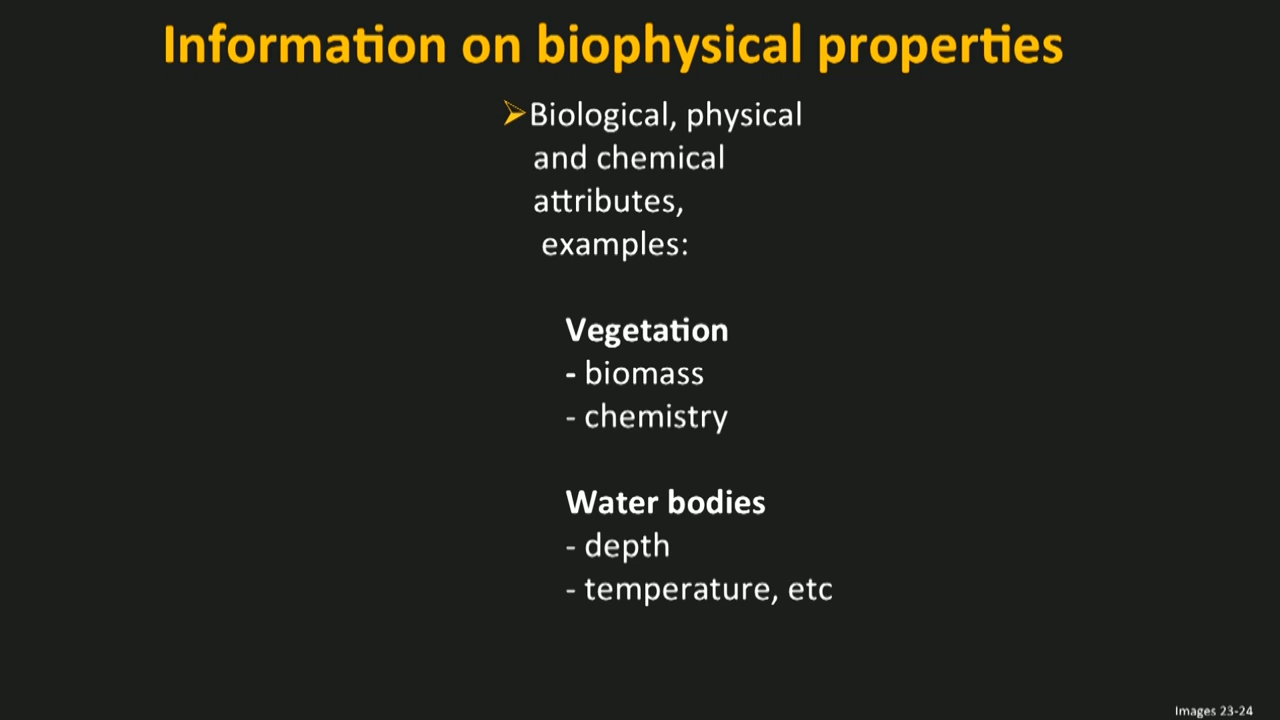 Information on biophysical properties
➢Biological, physical
and chemical
attributes,
examples:
Vegetation
- biomass
- chemistry
Water bodies
- depth
- temperature, etc
Images 23-24